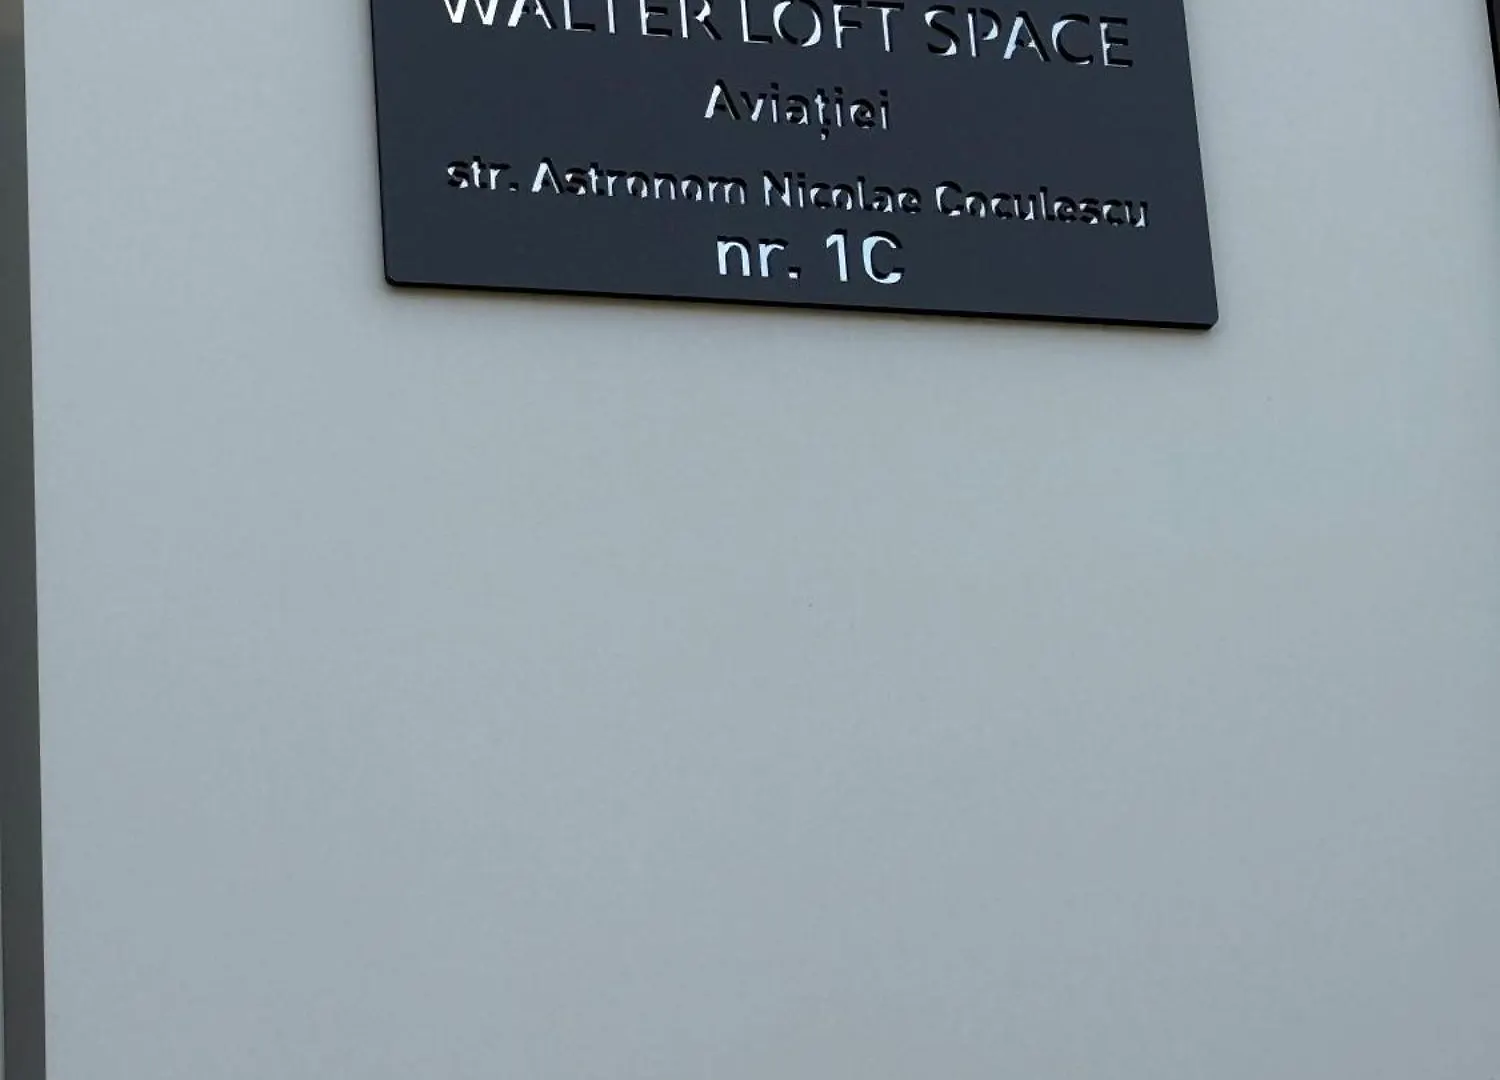 WALTER LOFT SPACE
Aviației
str. Astronom Nicolae Coculescu
nr. 1C